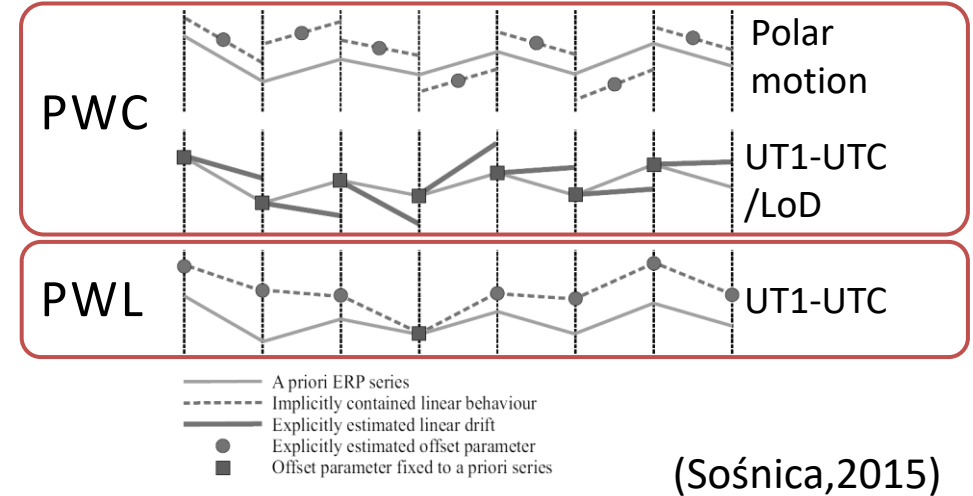 PWC
Polar
motion
UT1-UTC
/LoD
PWL
UT1-UTC
A priori ERP series
Implicitly contained linear behaviour
Explicitly estimated linear drift
Explicitly estimated offset parameter
Offset parameter fixed to a priori series
(Sośnica,2015)